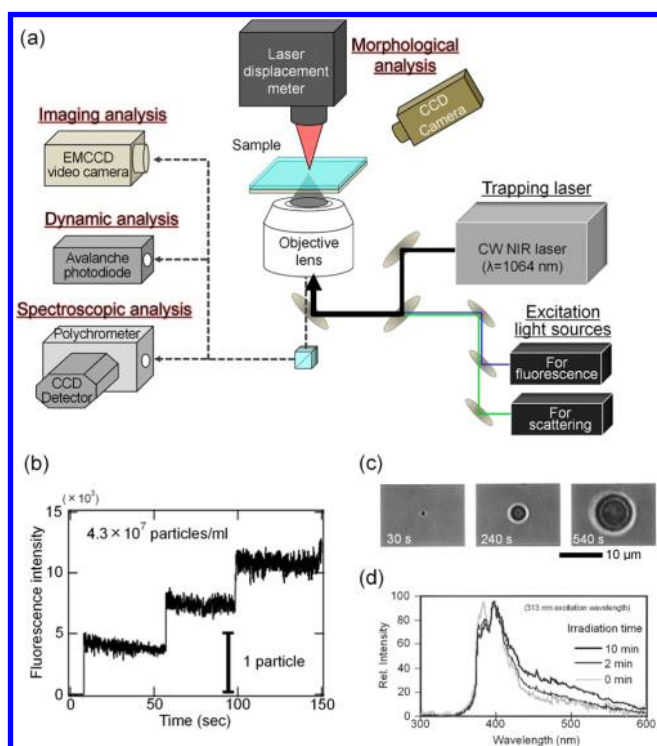 (a)
Laser
displacement
meter
Morphological
analysis
CCD
Camera
Imaging analysis
EMCCD
video camera
Sample
Trapping laser
Dynamic analysis
Avalanche
photodiode
Objective
lens
CW NIR laser
(λ=1064 nm)
Spectroscopic analysis
Polychrometer
CCD
Detector
Excitation
light sources
For
fluorescence
For
scattering
(b)
(× 10³)
15
4.3 × 10⁷ particles/ml
10
5
0
1 particle
Fluorescence intensity
0 50 100 150
Time (sec)
(c)
30 s
240 s
540 s
10 μm
(d)
(313 nm excitation wavelength)
Irradiation time
10 min
2 min
0 min
100
80
60
40
20
0
Rel. Intensity
300 400 500 600
Wavelength (nm)